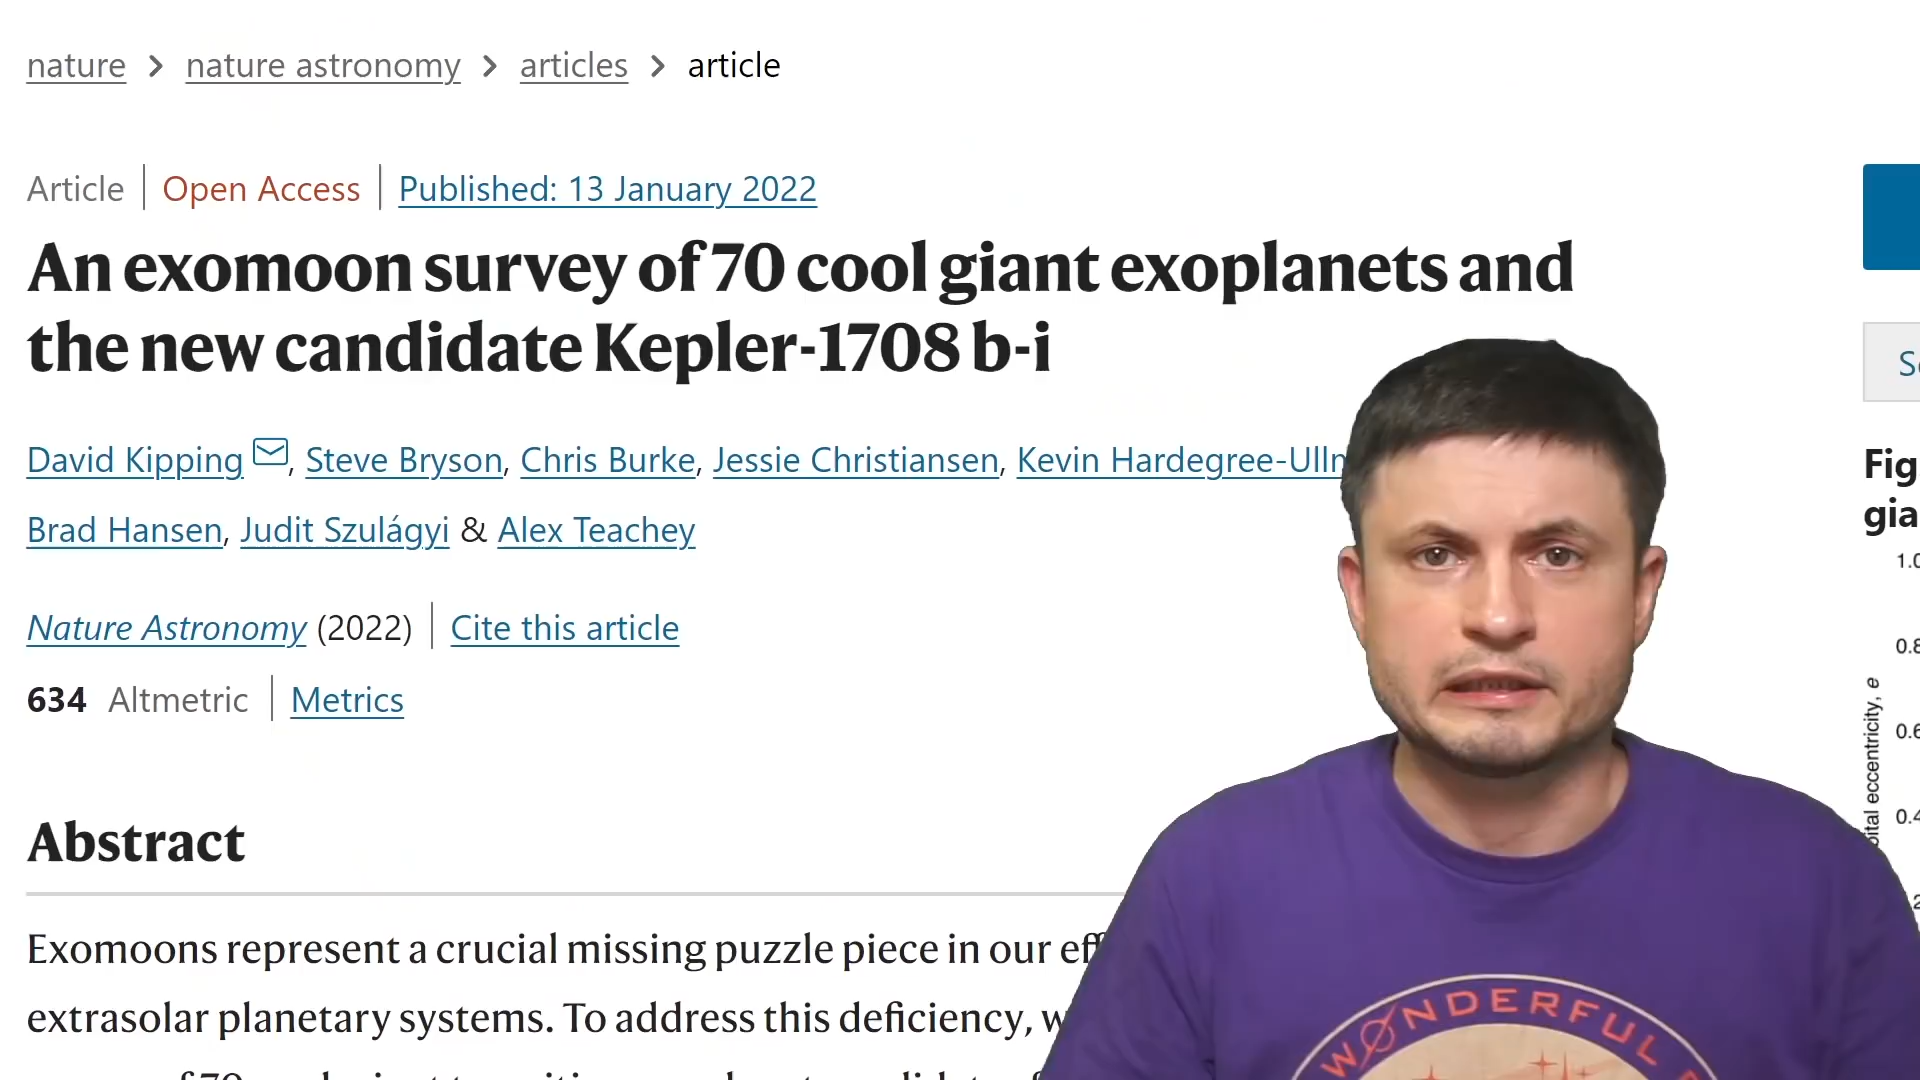 nature > nature astronomy > articles > article
Article | Open Access | Published: 13 January 2022
An exomoon survey of 70 cool giant exoplanets and
the new candidate Kepler-1708 b-i
David Kipping, Steve Bryson, Chris Burke, Jessie Christiansen, Kevin
Brad Hansen, Judit Szulágyi & Alex Teachey
Nature Astronomy (2022) | Cite this article
634 Altmetric | Metrics
Abstract
Exomoons represent a crucial missing puzzle piece in our
extrasolar planetary systems. To address this deficiency,
Fig
gia
1.0
0.8
0.6
0.4
eccentricity, e
WONDERFUL